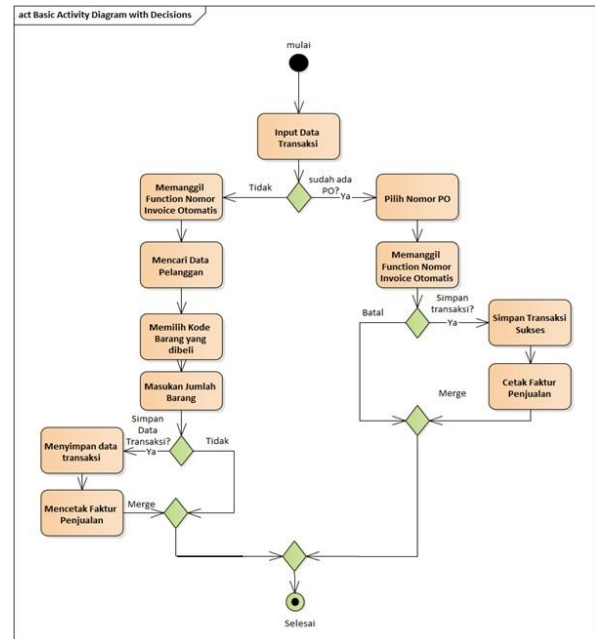 act Basic Activity Diagram with Decisions
mulai
Input Data
Transaksi
Tidak
sudah ada
PO?
Ya
Memanggil
Function Nomor
Invoice Otomatis
Pilih Nomor PO
Mencari Data
Pelanggan
Memanggil
Function Nomor
Invoice Otomatis
Memilih Kode
Barang yang
dibeli
Batal
Simpan
transaksi?
Ya
Simpan Transaksi
Sukses
Masukan Jumlah
Barang
Cetak Faktur
Penjualan
Merge
Simpan
Data
Transaksi?
Ya
Tidak
Menyimpan data
transaksi
Mencetak Faktur
Penjualan
Merge
Selesai